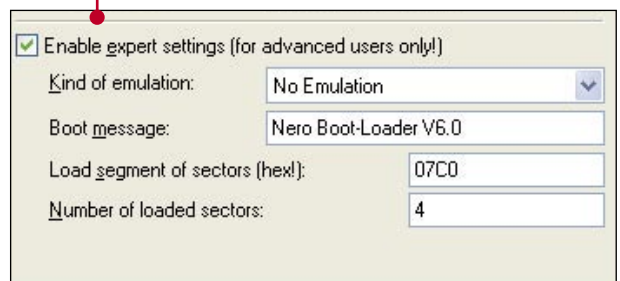 Enable expert settings (for advanced users only!)
Kind of emulation: No Emulation
Boot message: Nero Boot-Loader V6.0
Load segment of sectors (hex!): 07C0
Number of loaded sectors: 4